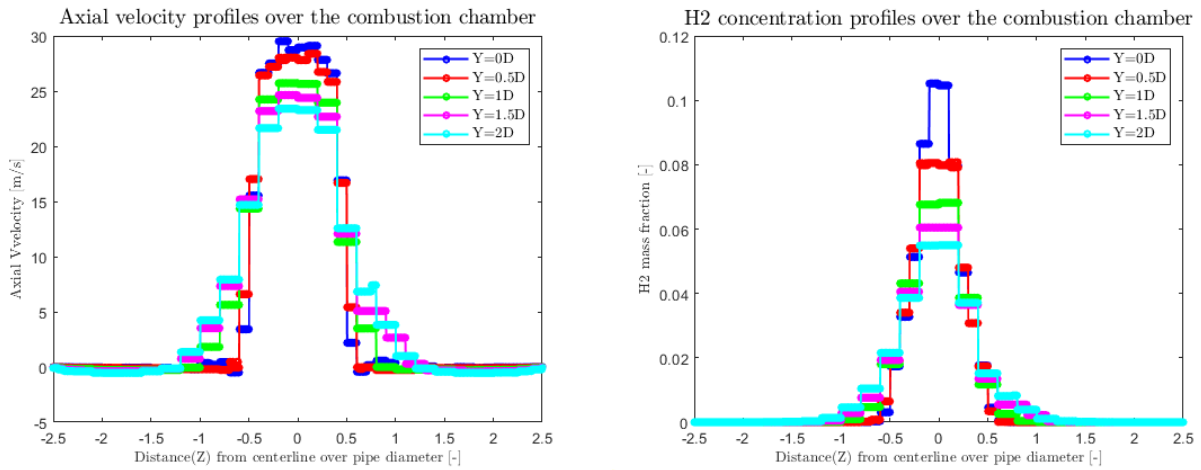 Axial velocity profiles over the combustion chamber
30
25
20
15
10
5
0
-5
Axial Vvelocity [m/s]
Y=0D
Y=0.5D
Y=1D
Y=1.5D
Y=2D
-2.5 -2 -1.5 -1 -0.5 0 0.5 1 1.5 2 2.5
Distance(Z) from centerline over pipe diameter [-]
H2 concentration profiles over the combustion chamber
0.12
0.1
0.08
0.06
0.04
0.02
0
H2 mass fraction [-]
Y=0D
Y=0.5D
Y=1D
Y=1.5D
Y=2D
-2.5 -2 -1.5 -1 -0.5 0 0.5 1 1.5 2 2.5
Distance(Z) from centerline over pipe diameter [-]